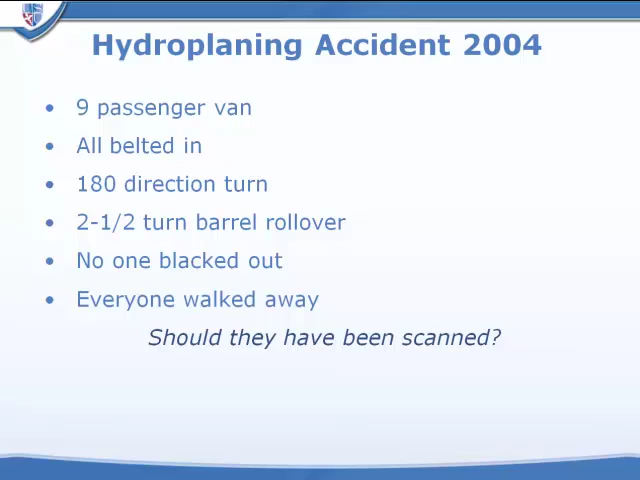 Hydroplaning Accident 2004
• 9 passenger van
• All belted in
• 180 direction turn
• 2-1/2 turn barrel rollover
• No one blacked out
• Everyone walked away
Should they have been scanned?